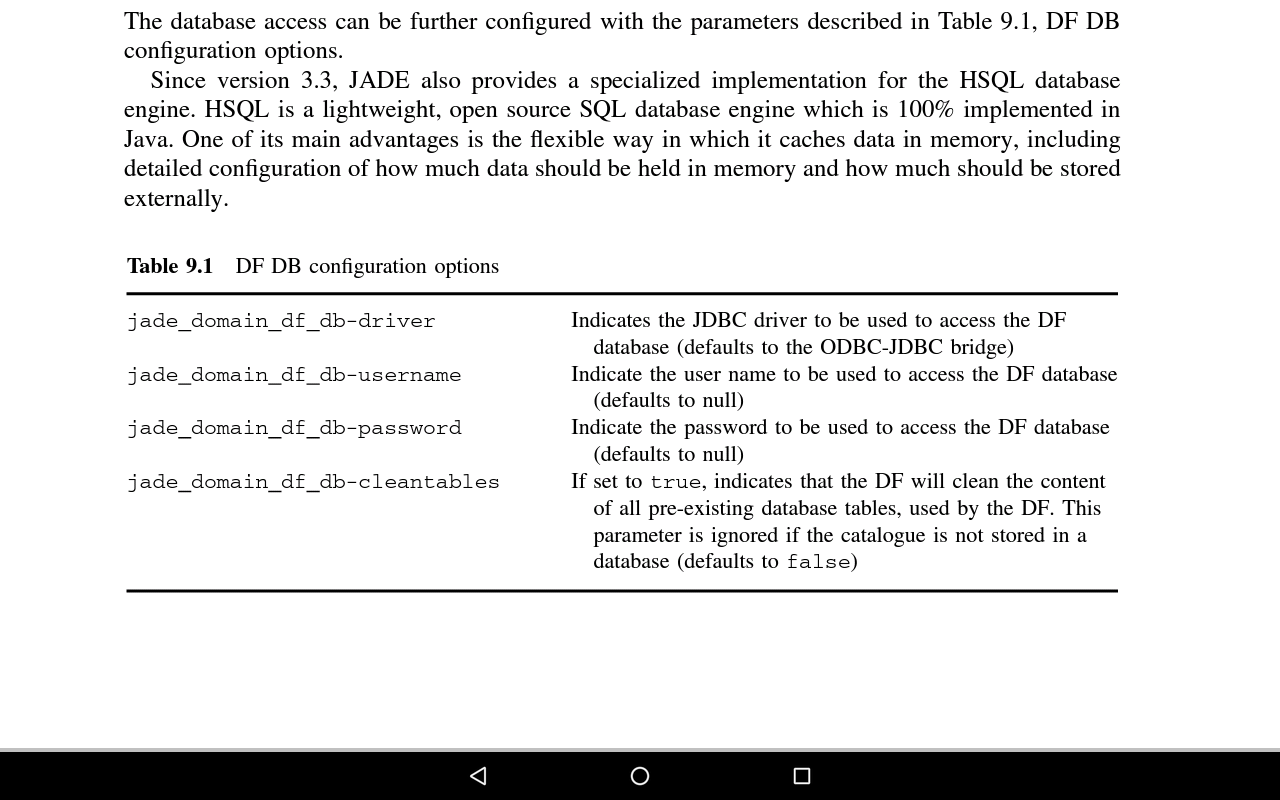 The database access can be further configured with the parameters described in Table 9.1, DF DB
configuration options.
Since version 3.3, JADE also provides a specialized implementation for the HSQL database
engine. HSQL is a lightweight, open source SQL database engine which is 100% implemented in
Java. One of its main advantages is the flexible way in which it caches data in memory, including
detailed configuration of how much data should be held in memory and how much should be stored
externally.
Table 9.1 DF DB configuration options
jade_domain_df_db-driver Indicates the JDBC driver to be used to access the DF
database (defaults to the ODBC-JDBC bridge)
jade_domain_df_db-username Indicate the user name to be used to access the DF database
(defaults to null)
jade_domain_df_db-password Indicate the password to be used to access the DF database
(defaults to null)
jade_domain_df_db-cleantables If set to true, indicates that the DF will clean the content
of all pre-existing database tables, used by the DF. This
parameter is ignored if the catalogue is not stored in a
database (defaults to false)